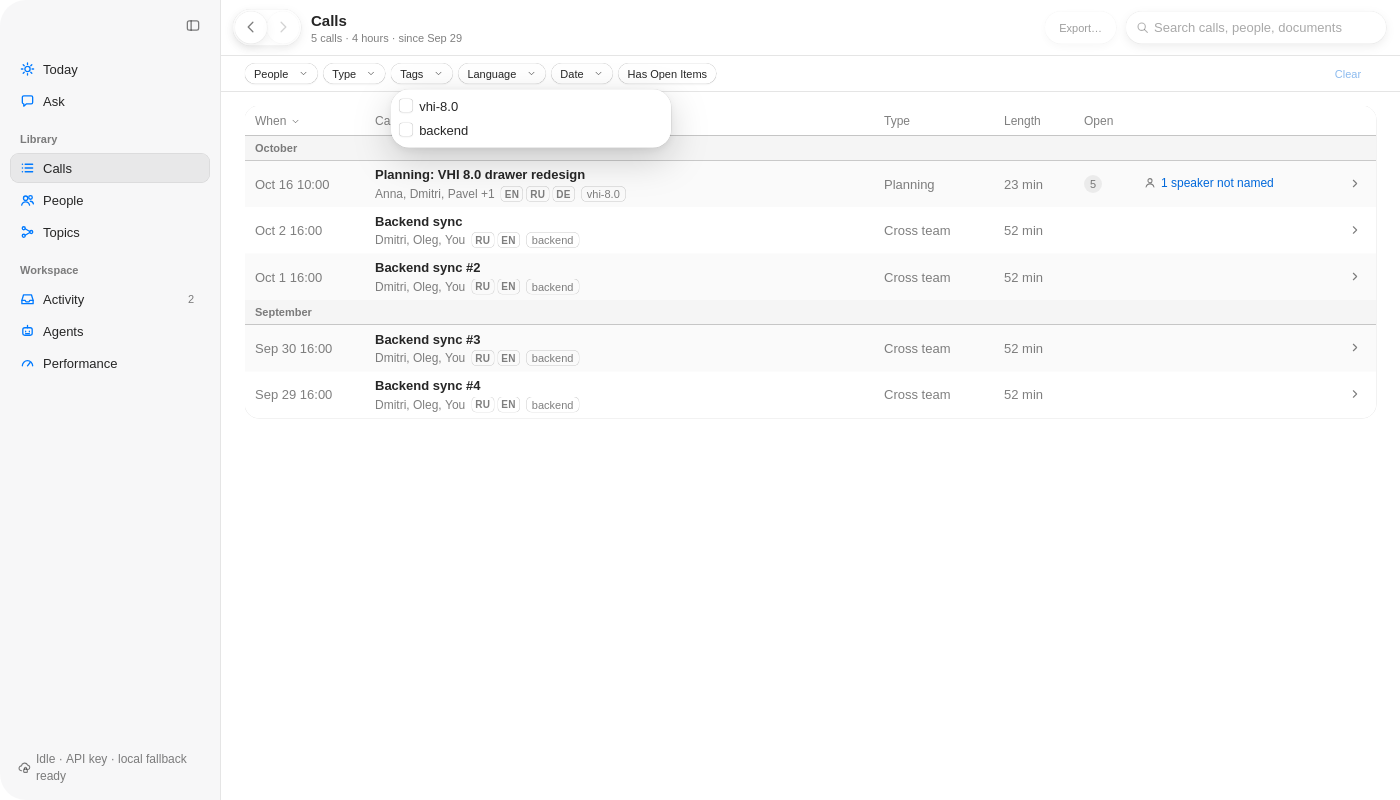 Calls
5 calls · 4 hours · since Sep 29
Export…
Search calls, people, documents
Today
Ask
Library
Calls
People
Topics
Workspace
Activity 2
Agents
Performance
Idle · API key · local fallback
ready
People Type Tags Language Date Has Open Items Clear
vhi-8.0
backend
When Ca Type Length Open
October
Oct 16 10:00 Planning: VHI 8.0 drawer redesign Planning 23 min 5 1 speaker not named
Anna, Dmitri, Pavel +1 EN RU DE vhi-8.0
Oct 2 16:00 Backend sync Cross team 52 min
Dmitri, Oleg, You RU EN backend
Oct 1 16:00 Backend sync #2 Cross team 52 min
Dmitri, Oleg, You RU EN backend
September
Sep 30 16:00 Backend sync #3 Cross team 52 min
Dmitri, Oleg, You RU EN backend
Sep 29 16:00 Backend sync #4 Cross team 52 min
Dmitri, Oleg, You RU EN backend